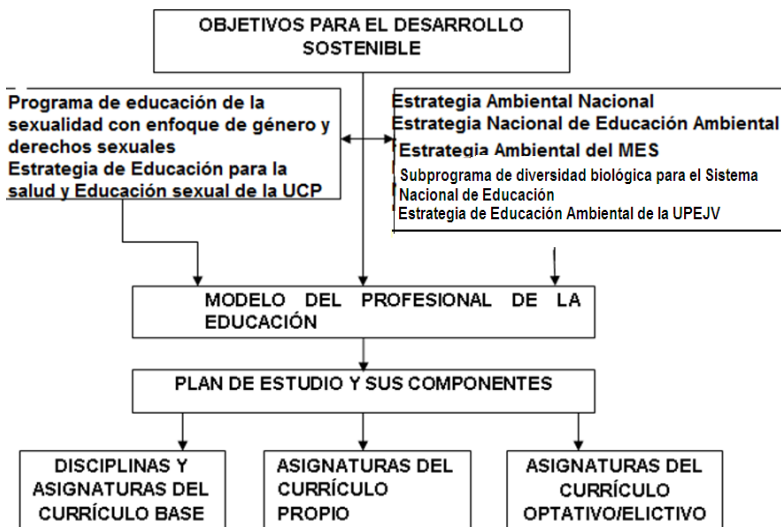 OBJETIVOS PARA EL DESARROLLO
SOSTENIBLE
Programa de educación de la
sexualidad con enfoque de género y
derechos sexuales
Estrategia de Educación para la
salud y Educación sexual de la UCP
Estrategia Ambiental Nacional
Estrategia Nacional de Educación Ambiental
Estrategia Ambiental del MES
Subprograma de diversidad biológica para el Sistema
Nacional de Educación
Estrategia de Educación Ambiental de la UPEJV
MODELO DEL PROFESIONAL DE LA
EDUCACIÓN
PLAN DE ESTUDIO Y SUS COMPONENTES
DISCIPLINAS Y
ASIGNATURAS DEL
CURRÍCULO BASE
ASIGNATURAS DEL
CURRÍCULO
PROPIO
ASIGNATURAS DEL
CURRÍCULO
OPTATIVO/ELICTIVO